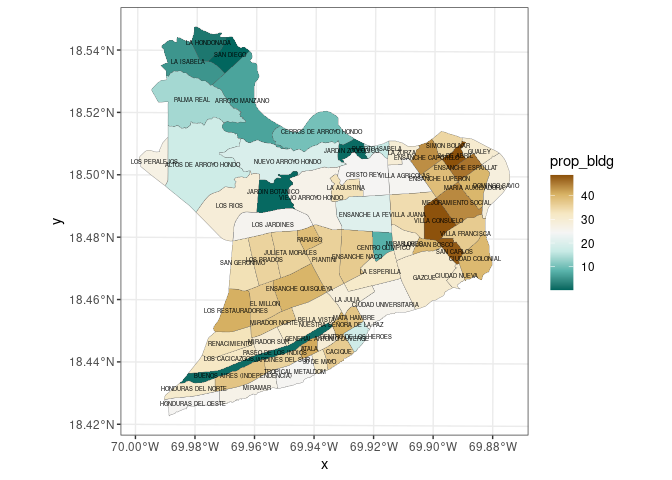 18.54°N
18.52°N
18.50°N
18.48°N
18.46°N
18.44°N
18.42°N
y
70.00°W
69.98°W
69.96°W
69.94°W
69.92°W
69.90°W
69.88°W
x
prop_bldg
40
30
20
10
LA HONDONADA
SAN DIEGO
LA ISABELA
PALMA REAL
ARROYO MANZANO
CERROS DE ARROYO HONDO
LOS PERALEJOS
ALTOS DE ARROYO HONDO
NUEVO ARROYO HONDO
CRISTO REY
VILLA AGRICOLAS
SIMON BOLIVAR
GUALEY
ENSANCHE CAPOTILLO
ENSANCHE ESPAILLAT
ENSANCHE LUPERON
MARIA AUXILIADORA
DOMINGO SAVIO
JARDIN BOTANICO
VIEJO ARROYO HONDO
LA AGUSTINA
MEJORAMIENTO SOCIAL
LOS RIOS
ENSANCHE LA FE
VILLA JUANA
VILLA CONSUELO
LOS JARDINES
VILLA FRANCISCA
PARAISO
CENTRO OLIMPICO
MIRAFLORES
SAN JUAN BOSCO
SAN CARLOS
JULIETA MORALES
LOS PRADOS
SAN GERONIMO
PIANTINI
ENSANCHE NACO
CIUDAD COLONIAL
LA ESPERILLA
GAZCUE
CIUDAD NUEVA
ENSANCHE QUISQUEYA
EL MILLON
LA JULIA
CIUDAD UNIVERSITARIA
LOS RESTAURADORES
MIRADOR NORTE
BELLA VISTA
MATA HAMBRE
NUESTRA SEÑORA DE LA PAZ
RENACIMIENTO
MIRADOR SUR
CENTRO DE LOS HEROES
PASEO DE LOS INDIOS
ATALA
CACIQUE
LOS CACICAZGOS
JARDINES DEL SUR
30 DE MAYO
TROPICAL METALDOM
BUENOS AIRES (INDEPENDENCIA)
HONDURAS DEL NORTE
MIRAMAR
HONDURAS DEL OESTE